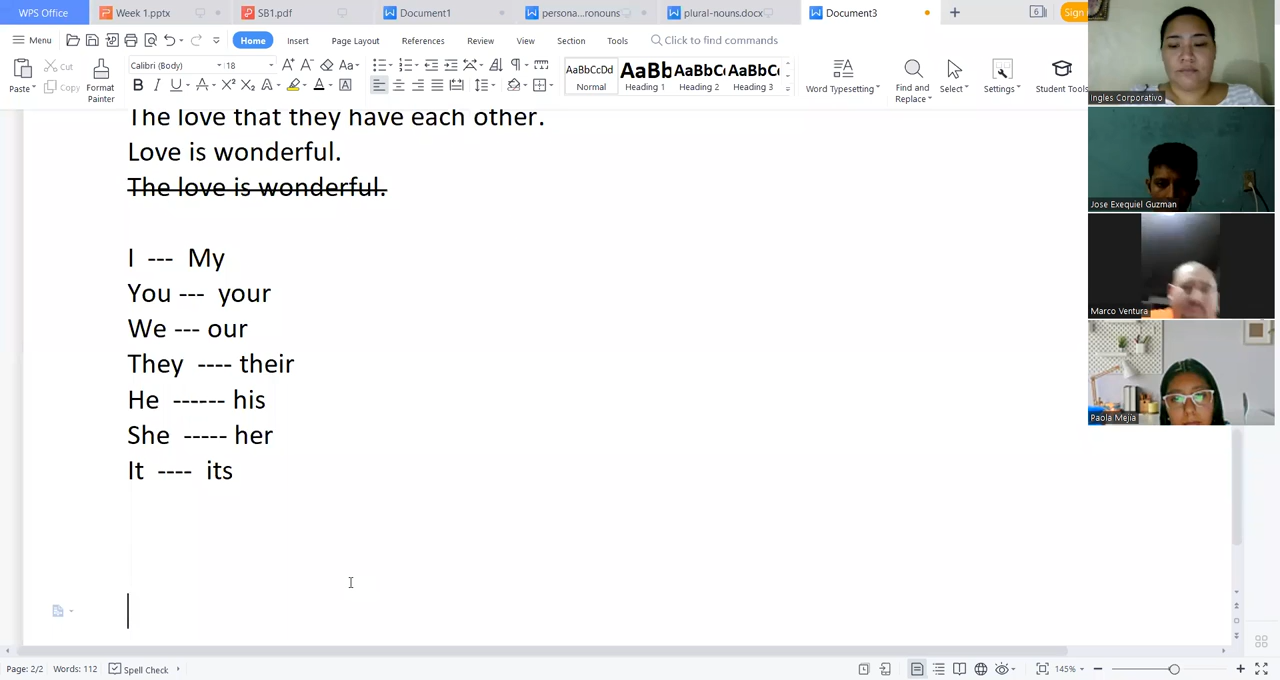 WPS Office
Week 1.pptx
SB1.pdf
Document1
persona...ronouns
plural-nouns.docx
Document3
6
Sign
Menu
Home
Insert
Page Layout
References
Review
View
Section
Tools
Click to find commands
Paste
Cut
Copy
Format Painter
Calibri (Body)
18
AaBbCcDd
Normal
AaBb
Heading 1
AaBbCc
Heading 2
AaBbCc
Heading 3
Word Typesetting
Find and Replace
Select
Settings
Student Tools
The love that they have each other.
Love is wonderful.
The love is wonderful.
I --- My
You --- your
We --- our
They ---- their
He ------ his
She ----- her
It ---- its
Ingles Corporativo
Jose Exequiel Guzman
Marco Ventura
Paola Mejia
Page: 2/2
Words: 112
Spell Check
145%